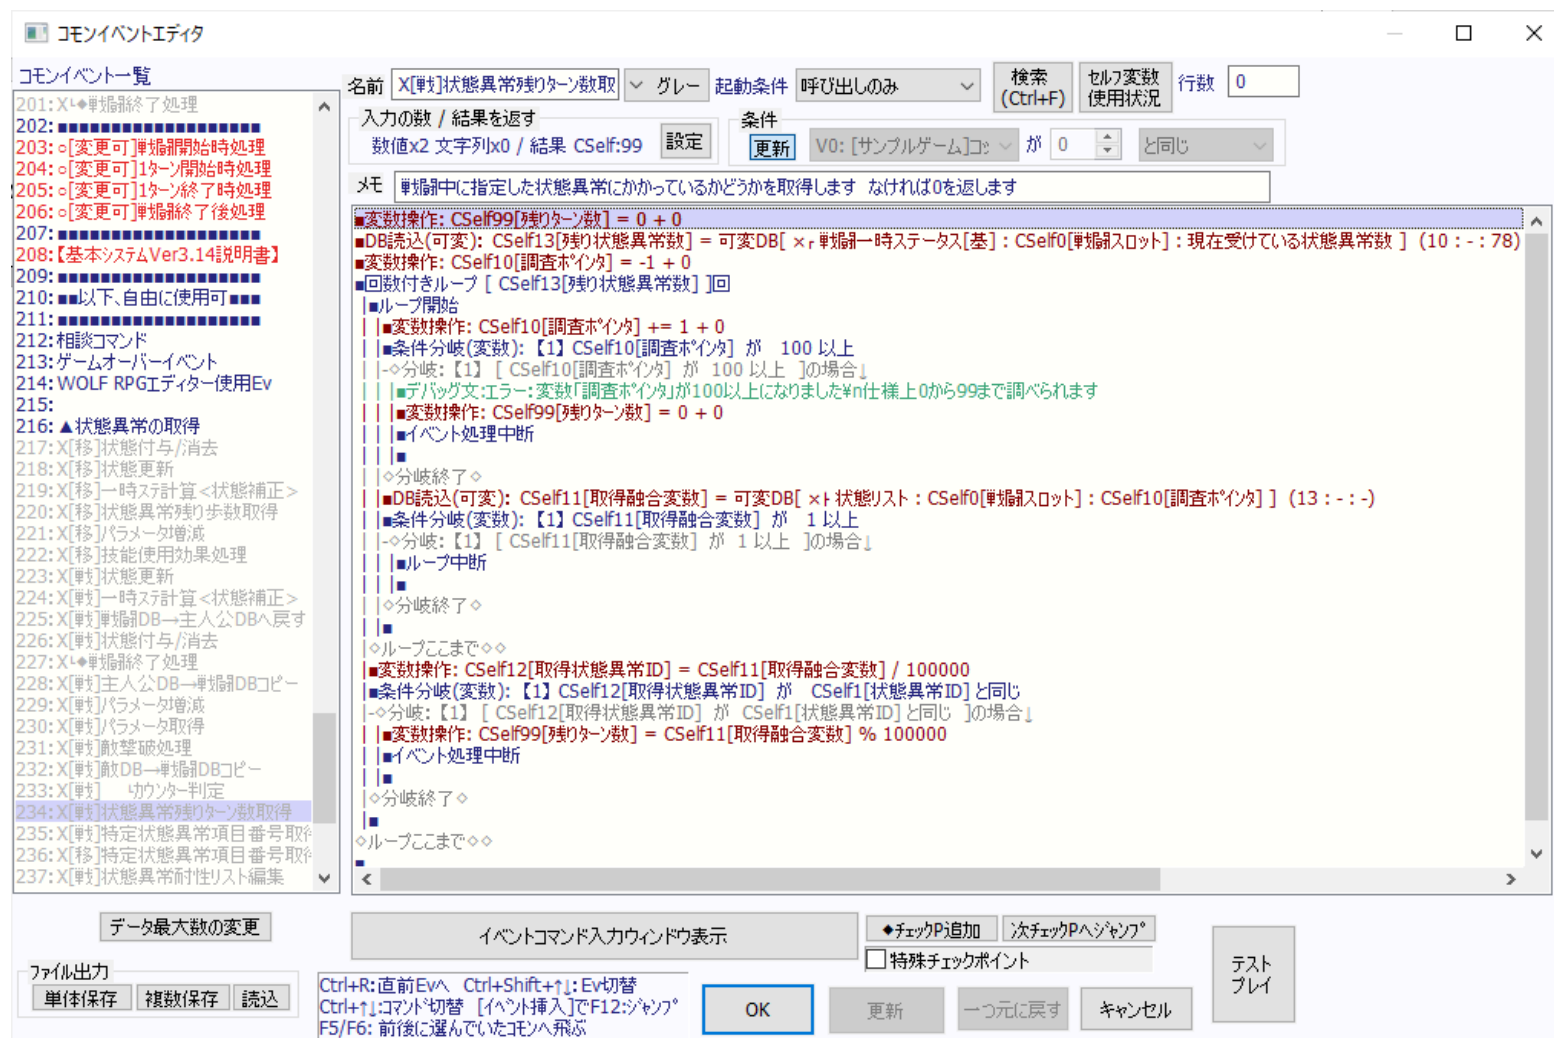 コモンイベントエディタ
コモンイベント一覧
201:X┗◆戦闘終了処理
202:■■■■■■■■■■■■■■■■■■■
203:○[変更可]戦闘開始時処理
204:○[変更可]1ターン開始時処理
205:○[変更可]1ターン終了時処理
206:○[変更可]戦闘終了後処理
207:■■■■■■■■■■■■■■■■■■■
208:【基本システムVer3.14説明書】
209:■■■■■■■■■■■■■■■■■■■
210:■■以下、自由に使用可■■■
211:■■■■■■■■■■■■■■■■■■■
212:相談コマンド
213:ゲームオーバーイベント
214:WOLF RPGエディター使用Ev
215:
216:▲状態異常の取得
217:X[移]状態付与/消去
218:X[移]状態更新
219:X[移]一時ステ計算<状態補正>
220:X[移]状態異常残り歩数取得
221:X[移]パラメータ増減
222:X[移]技能使用効果処理
223:X[戦]状態更新
224:X[戦]一時ステ計算<状態補正>
225:X[戦]戦闘DB→主人公DBへ戻す
226:X[戦]状態付与/消去
227:X┗◆戦闘終了処理
228:X[戦]主人公DB→戦闘DBコピー
229:X[戦]パラメータ増減
230:X[戦]パラメータ取得
231:X[戦]敵撃破処理
232:X[戦]敵DB→戦闘DBコピー
233:X[戦]　┗カウンター判定
234:X[戦]状態異常残りターン数取得
235:X[戦]特定状態異常項目番号取得
236:X[移]特定状態異常項目番号取得
237:X[戦]状態異常耐性リスト編集
データ最大数の変更
ファイル出力
単体保存 複数保存 読込
名前 X[戦]状態異常残りターン数取 グレー 起動条件 呼び出しのみ
検索 (Ctrl+F)
セルフ変数 使用状況
行数 0
入力の数 / 結果を返す
数値x2 文字列x0 / 結果 CSelf:99 設定
条件
更新 V0: [サンプルゲーム]コッ が 0 と同じ
メモ 戦闘中に指定した状態異常にかかっているかどうかを取得します なければ0を返します
■変数操作: CSelf99[残りターン数] = 0 + 0
■DB読込(可変): CSelf13[残り状態異常数] = 可変DB[ ×┏戦闘一時ステータス[基] : CSelf0[戦闘スロット] : 現在受けている状態異常数 ] (10 : - : 78)
■変数操作: CSelf10[調査ポインタ] = -1 + 0
■回数付きループ [ CSelf13[残り状態異常数] ]回
|■ループ開始
| |■変数操作: CSelf10[調査ポインタ] += 1 + 0
| |■条件分岐(変数): 【1】 CSelf10[調査ポインタ] が 100 以上
| |-◇分岐: 【1】 [ CSelf10[調査ポインタ] が 100 以上 ]の場合↓
| | |■デバッグ文:エラー:変数「調査ポインタ」が100以上になりました¥n仕様上0から99まで調べられます
| | |■変数操作: CSelf99[残りターン数] = 0 + 0
| | |■イベント処理中断
| | |■
| |◇分岐終了◇
| |■DB読込(可変): CSelf11[取得融合変数] = 可変DB[ ×┣状態リスト : CSelf0[戦闘スロット] : CSelf10[調査ポインタ] ] (13 : - : -)
| |■条件分岐(変数): 【1】 CSelf11[取得融合変数] が 1 以上
| |-◇分岐: 【1】 [ CSelf11[取得融合変数] が 1 以上 ]の場合↓
| | |■ループ中断
| | |■
| |◇分岐終了◇
| |■
|◇ループここまで◇◇
|■変数操作: CSelf12[取得状態異常ID] = CSelf11[取得融合変数] / 100000
|■条件分岐(変数): 【1】 CSelf12[取得状態異常ID] が CSelf1[状態異常ID] と同じ
|-◇分岐: 【1】 [ CSelf12[取得状態異常ID] が CSelf1[状態異常ID] と同じ ]の場合↓
| |■変数操作: CSelf99[残りターン数] = CSelf11[取得融合変数] % 100000
| |■イベント処理中断
| |■
|◇分岐終了◇
|■
◇ループここまで◇◇
■
イベントコマンド入力ウィンドウ表示
◆チェックP追加 次チェックPへジャンプ
特殊チェックポイント
テスト
プレイ
Ctrl+R:直前Evへ Ctrl+Shift+↑↓:Ev切替
Ctrl+↑↓:コマンド切替 [イベント挿入]でF12:ジャンプ
F5/F6: 前後に選んでいたコモンへ飛ぶ
OK 更新 一つ元に戻す キャンセル